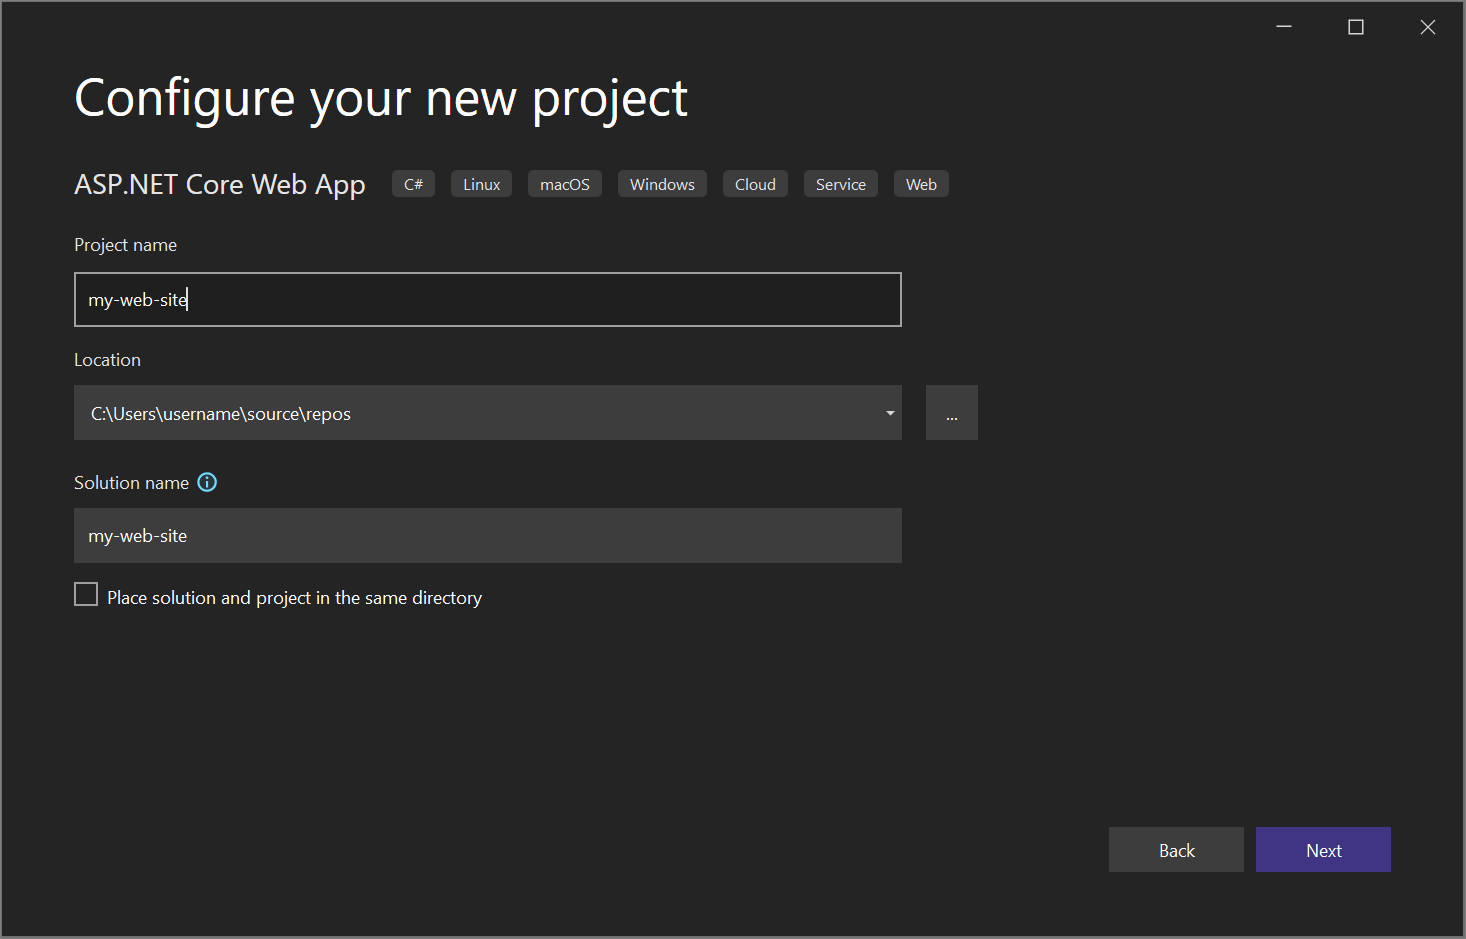 Configure your new project
ASP.NET Core Web App C# Linux macOS Windows Cloud Service Web
Project name
my-web-site
Location
C:\Users\username\source\repos
...
Solution name
my-web-site
Place solution and project in the same directory
Back Next